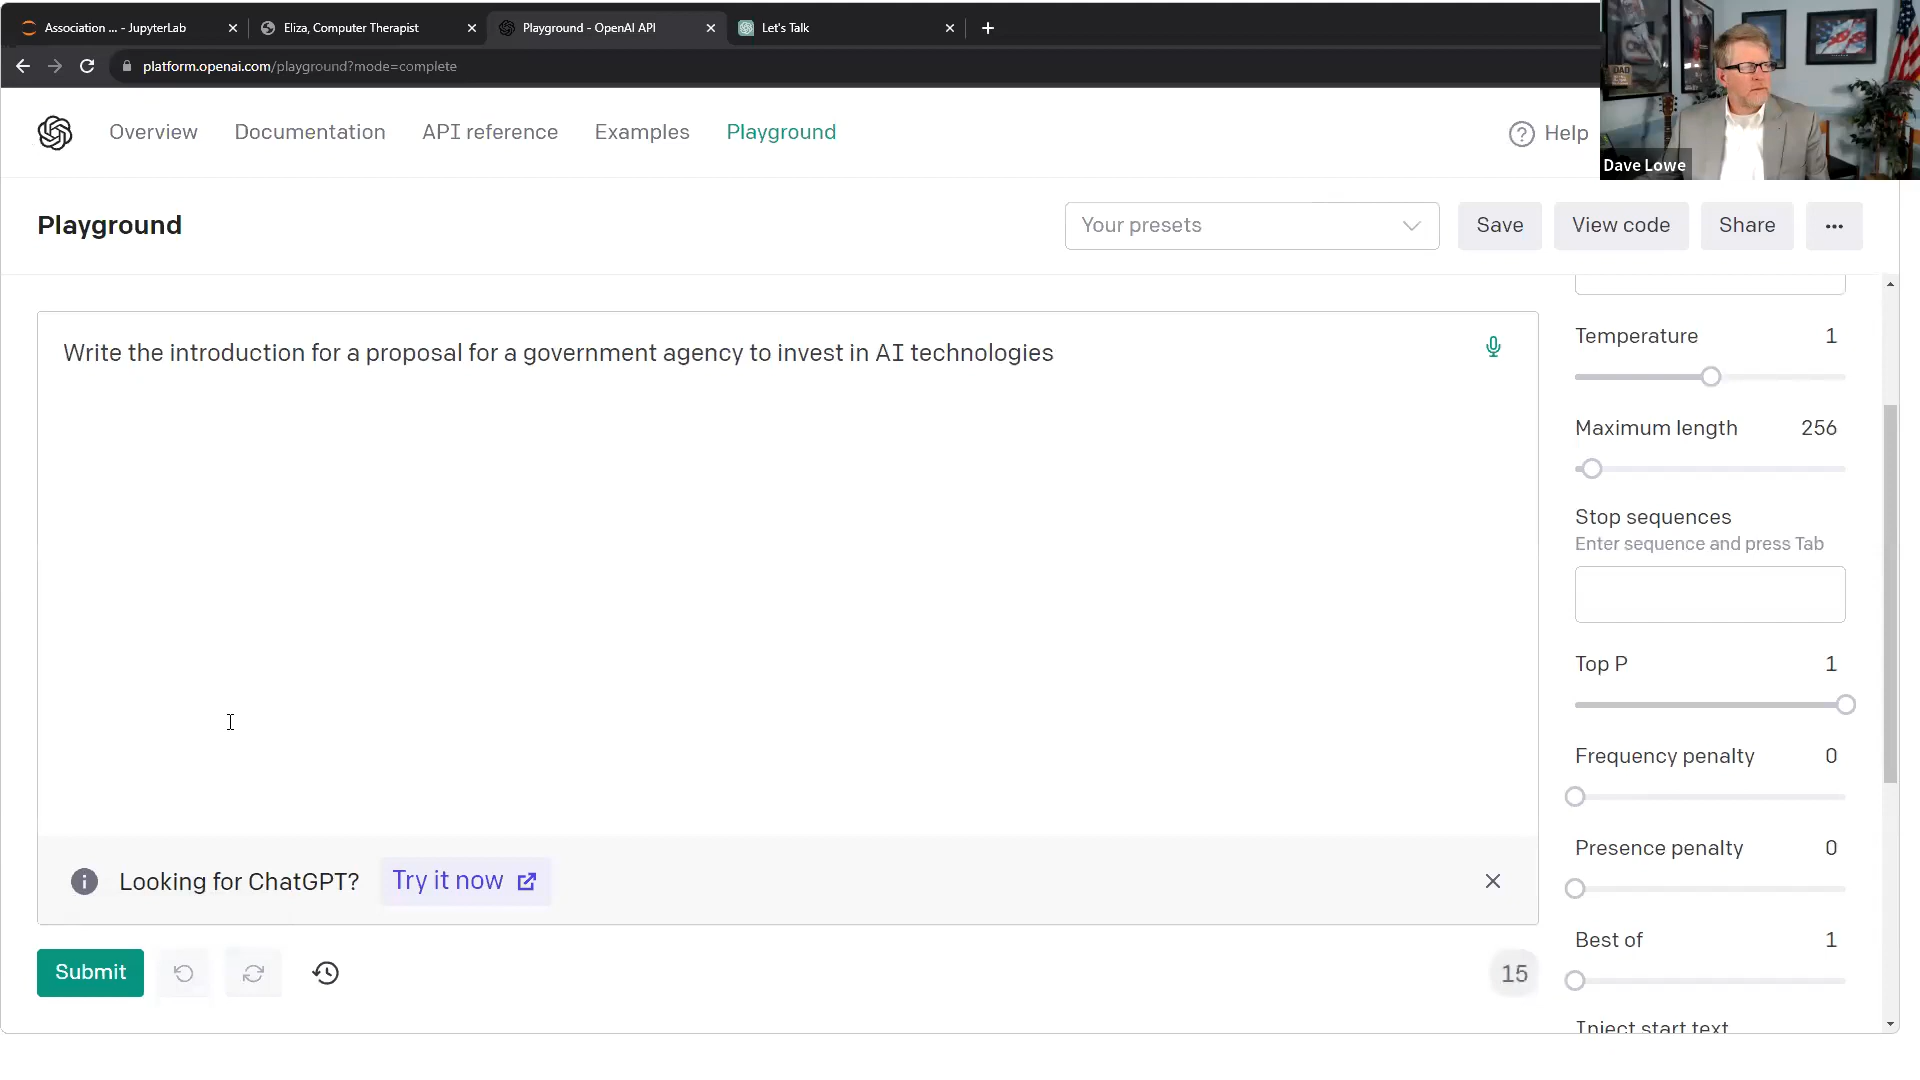 Association ... - JupyterLab
Eliza, Computer Therapist
Playground - OpenAI API
Let's Talk
platform.openai.com/playground?mode=complete
DAD
Dave Lowe
Overview
Documentation
API reference
Examples
Playground
Help
Playground
Your presets
Save
View code
Share
Write the introduction for a proposal for a government agency to invest in AI technologies
Looking for ChatGPT?
Try it now
Submit
15
Temperature 1
Maximum length 256
Stop sequences
Enter sequence and press Tab
Top P 1
Frequency penalty 0
Presence penalty 0
Best of 1
Inject start text